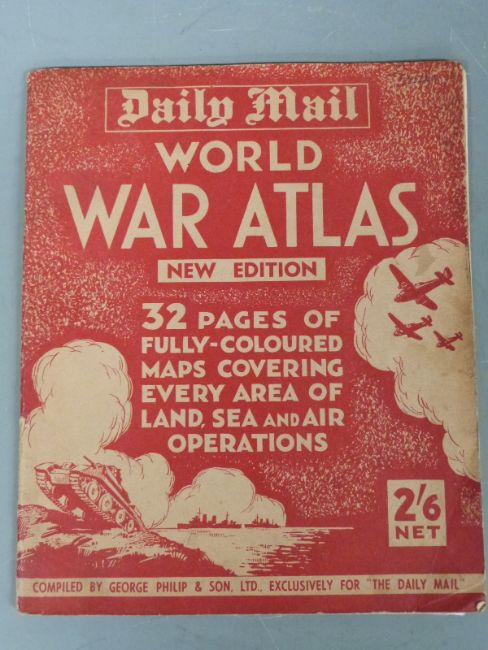 Daily Mail
WORLD
WAR ATLAS
NEW EDITION
32 PAGES OF
FULLY-COLOURED
MAPS COVERING
EVERY AREA OF
LAND, SEA AND AIR
OPERATIONS
2'/6
NET
COMPILED BY GEORGE PHILIP & SON, LTD., EXCLUSIVELY FOR "THE DAILY MAIL"